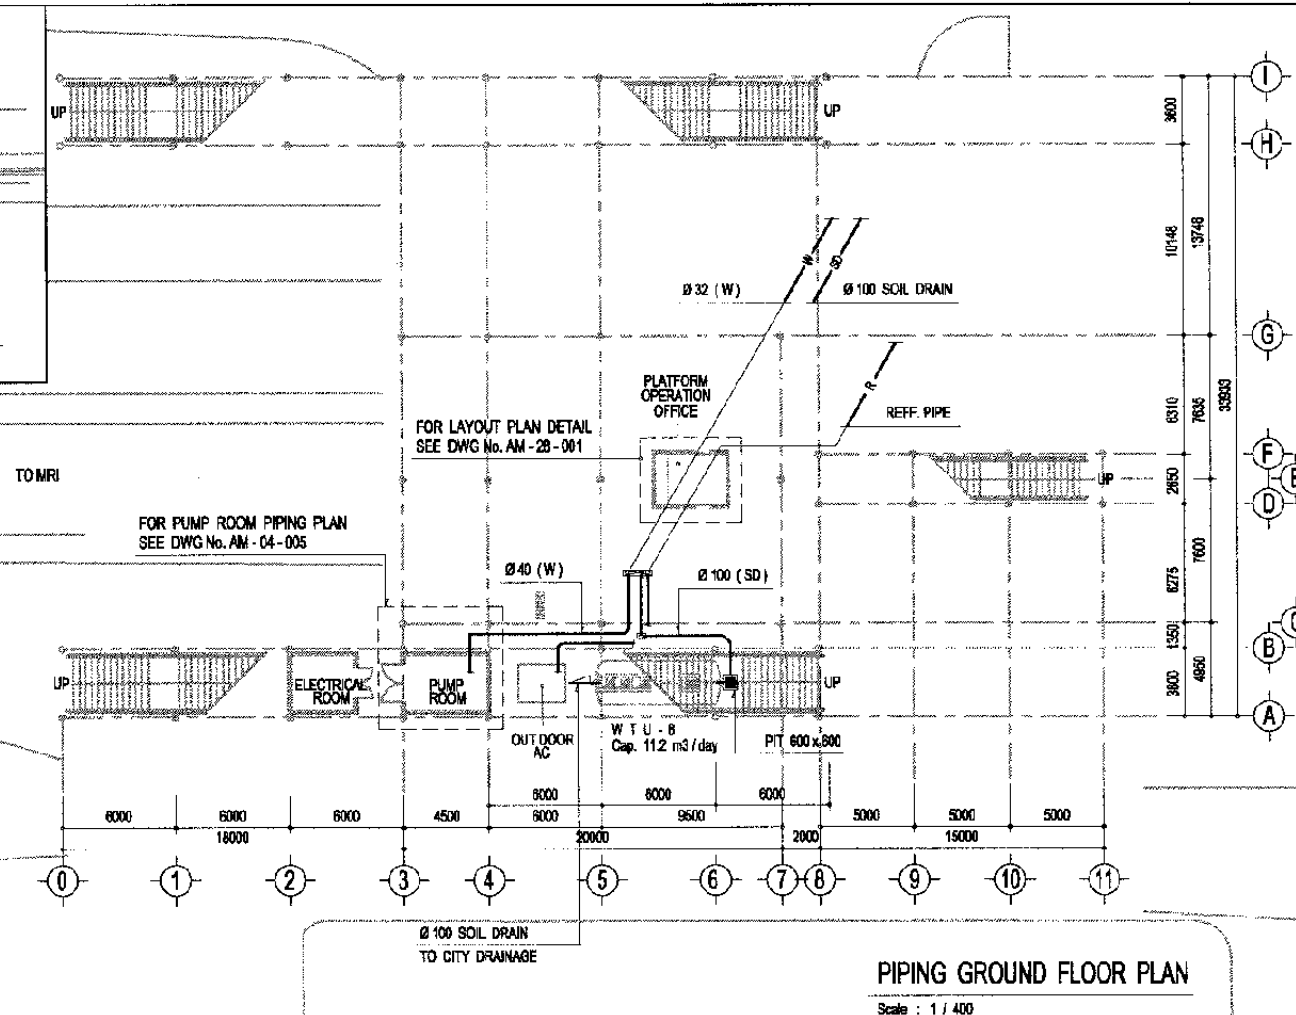 I
UP
UP
3600
H
10148
13748
W
SD
Ø 32 ( W )
Ø 100 SOIL DRAIN
G
PLATFORM
OPERATION
OFFICE
R
REFF. PIPE
6310
7635
33933
FOR LAYOUT PLAN DETAIL
SEE DWG No. AM - 28 - 001
F
TO MRI
UP
2650
D
FOR PUMP ROOM PIPING PLAN
SEE DWG No. AM - 04 - 005
7600
6275
Ø 40 ( W )
Ø 100 ( SD )
1350
B
UP
ELECTRICAL
ROOM
PUMP
ROOM
UP
3600
4950
A
OUT DOOR
AC
W T U - 8
Cap. 11.2 m3 / day
PIT 600 x 600
6000
6000
6000
6000
6000
6000
4500
6000
9500
5000
5000
5000
18000
20000
2000
15000
0
1
2
3
4
5
6
7
8
9
10
11
Ø 100 SOIL DRAIN
TO CITY DRAINAGE
PIPING GROUND FLOOR PLAN
Scale : 1 / 400